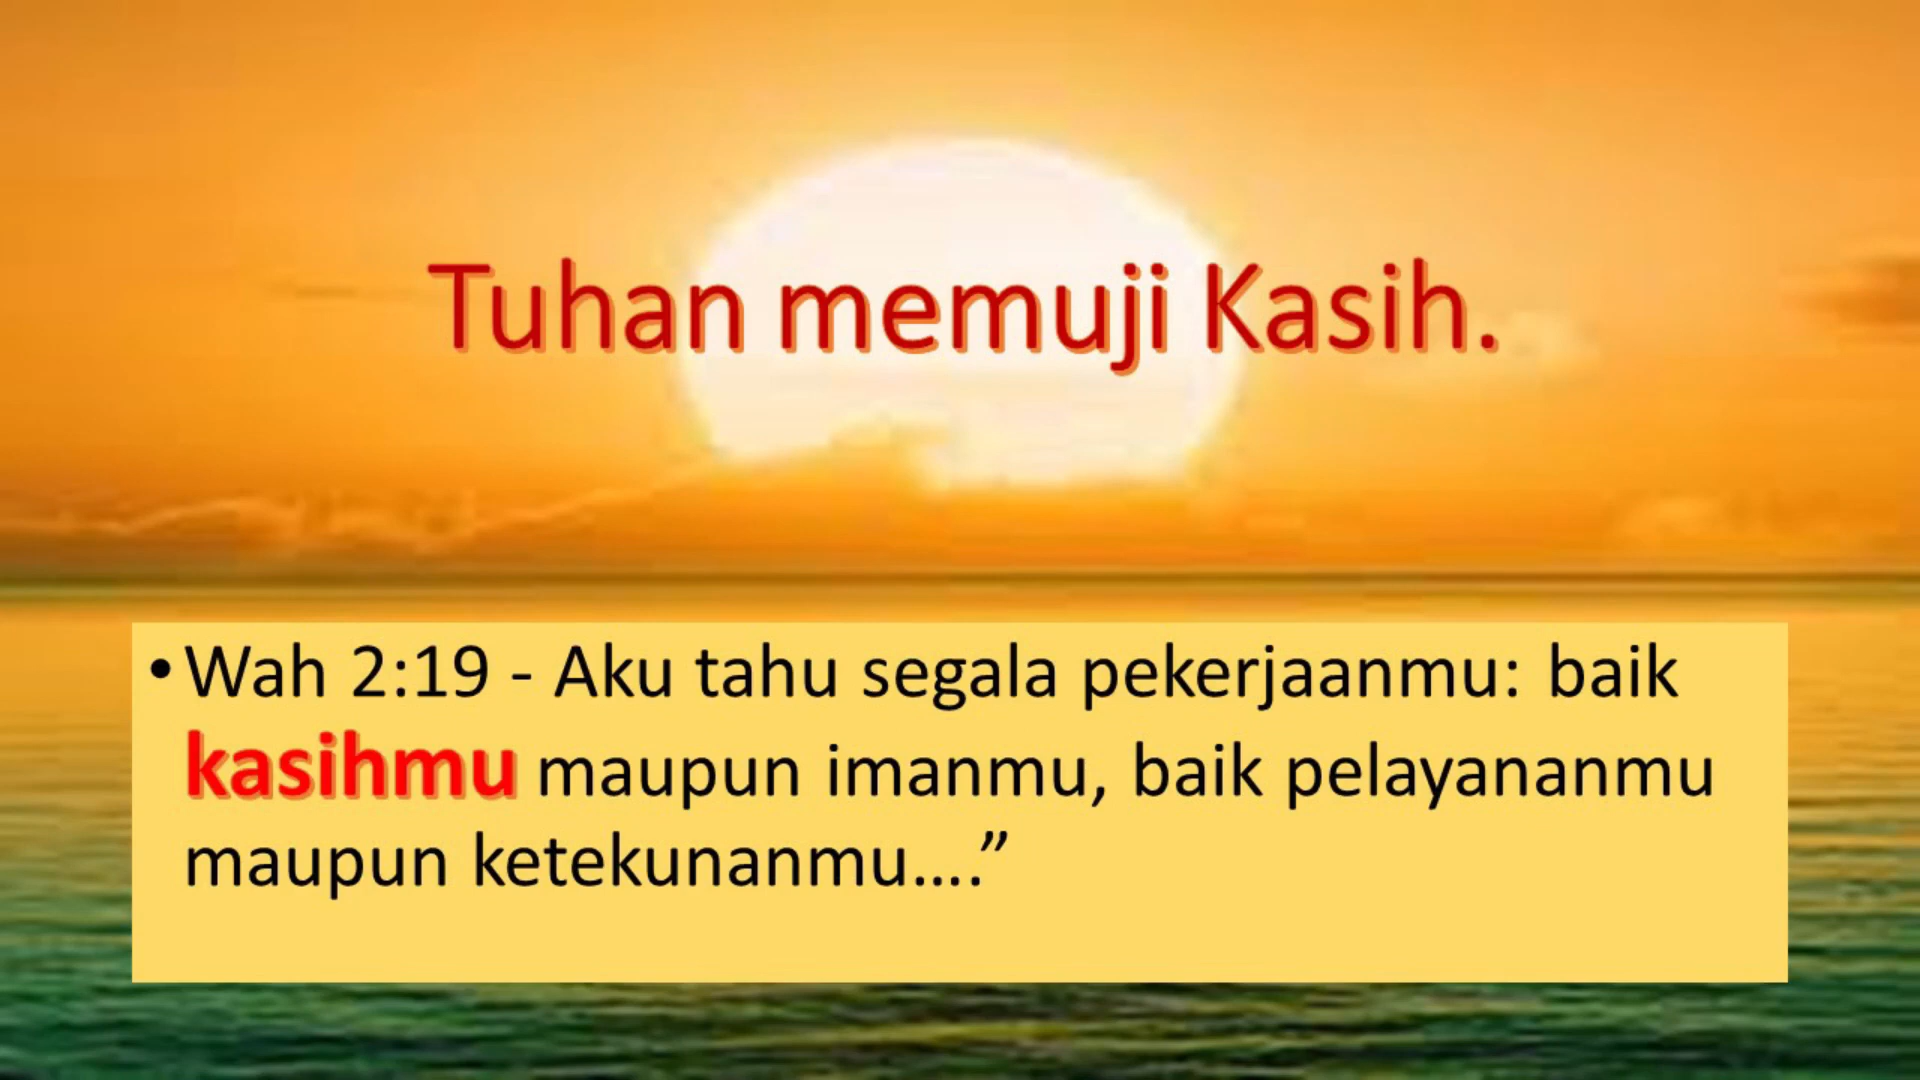 Tuhan memuji Kasih.
• Wah 2:19 - Aku tahu segala pekerjaanmu: baik
kasihmu maupun imanmu, baik pelayananmu
maupun ketekunanmu....”